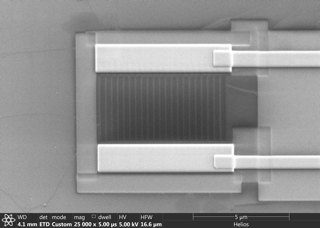 WD det mode mag □ dwell HV HFW 5 µm
4.1 mm ETD Custom 25 000 x 5.00 µs 5.00 kV 16.6 µm Helios